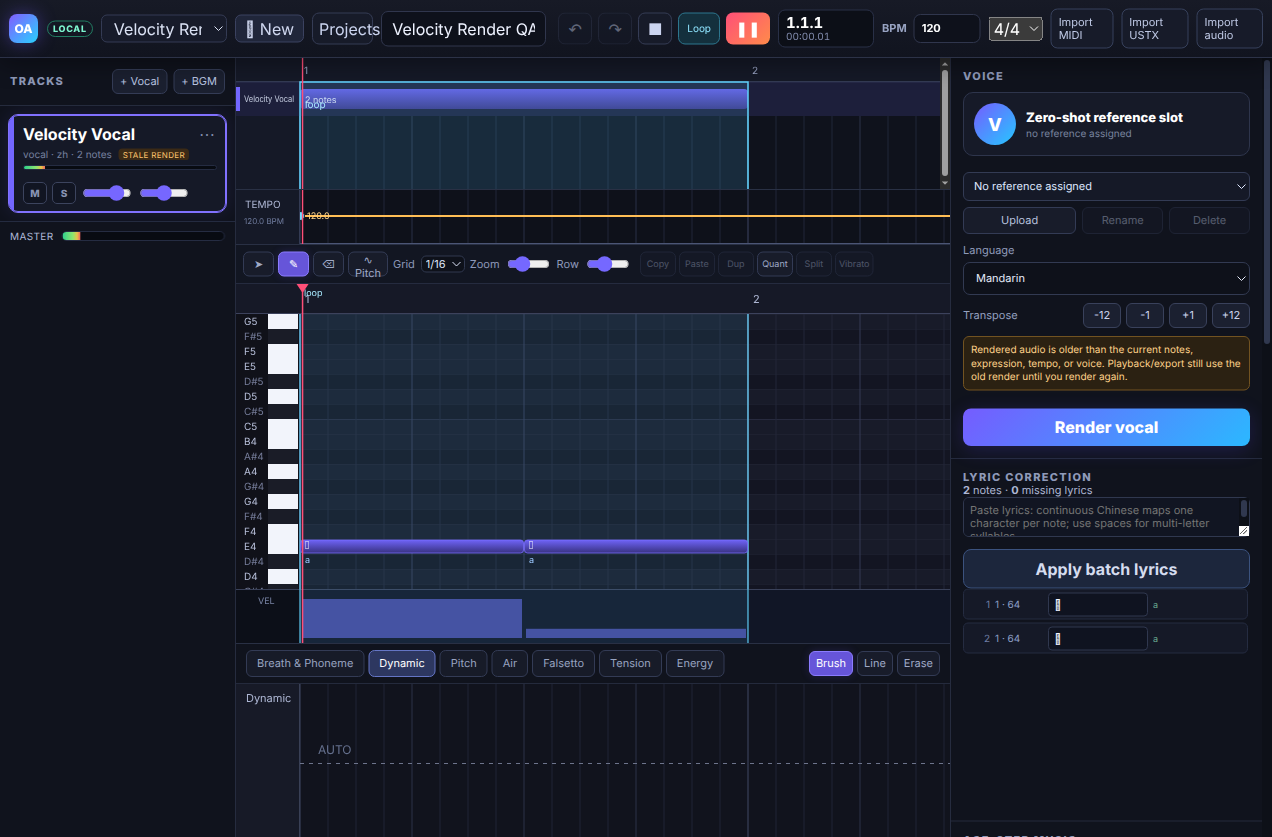 OA LOCAL Velocity Rer New Projects Velocity Render QA Loop 1.1.1 00:00.01 BPM 120 4/4 Import MIDI Import USTX Import audio
TRACKS + Vocal + BGM
Velocity Vocal ...
vocal · zh · 2 notes STALE RENDER
M S
MASTER
1 2
Velocity Vocal 2 notes
loop
TEMPO
120.0 BPM 120.0
Pitch Grid 1/16 Zoom Row Copy Paste Dup Quant Split Vibrato
loop
1 2
G5
F#5
F5
E5
D#5
D5
C#5
C5
B4
A#4
A4
G#4
G4
F#4
F4
E4
D#4 a a
D4
VEL
Breath & Phoneme Dynamic Pitch Air Falsetto Tension Energy Brush Line Erase
Dynamic
AUTO
VOICE
V Zero-shot reference slot
no reference assigned
No reference assigned
Upload Rename Delete
Language
Mandarin
Transpose -12 -1 +1 +12
Rendered audio is older than the current notes,
expression, tempo, or voice. Playback/export still use the
old render until you render again.
Render vocal
LYRIC CORRECTION
2 notes · 0 missing lyrics
Paste lyrics: continuous Chinese maps one
character per note; use spaces for multi-letter
syllables
Apply batch lyrics
1 1 · 64 a
2 1 · 64 a